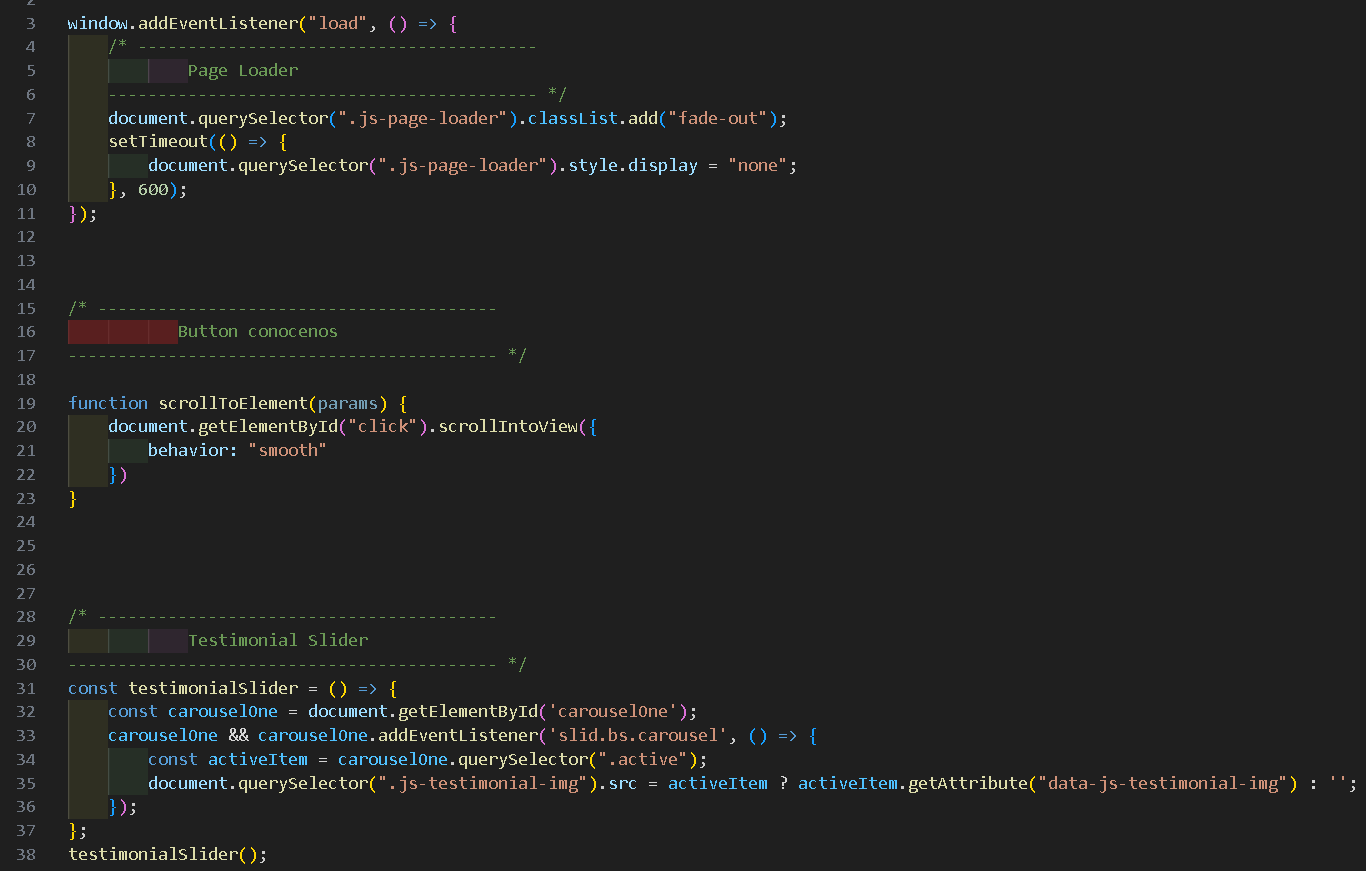 2
3 window.addEventListener("load", () => {
4 /* ----------------------------------------
5 Page Loader
6 ------------------------------------------- */
7 document.querySelector(".js-page-loader").classList.add("fade-out");
8 setTimeout(() => {
9 document.querySelector(".js-page-loader").style.display = "none";
10 }, 600);
11 });
12
13
14
15 /* ----------------------------------------
16 Button conocenos
17 ------------------------------------------- */
18
19 function scrollToElement(params) {
20 document.getElementById("click").scrollIntoView({
21 behavior: "smooth"
22 })
23 }
24
25
26
27
28 /* ----------------------------------------
29 Testimonial Slider
30 ------------------------------------------- */
31 const testimonialSlider = () => {
32 const carouselOne = document.getElementById('carouselOne');
33 carouselOne && carouselOne.addEventListener('slid.bs.carousel', () => {
34 const activeItem = carouselOne.querySelector(".active");
35 document.querySelector(".js-testimonial-img").src = activeItem ? activeItem.getAttribute("data-js-testimonial-img") : '';
36 });
37 };
38 testimonialSlider();